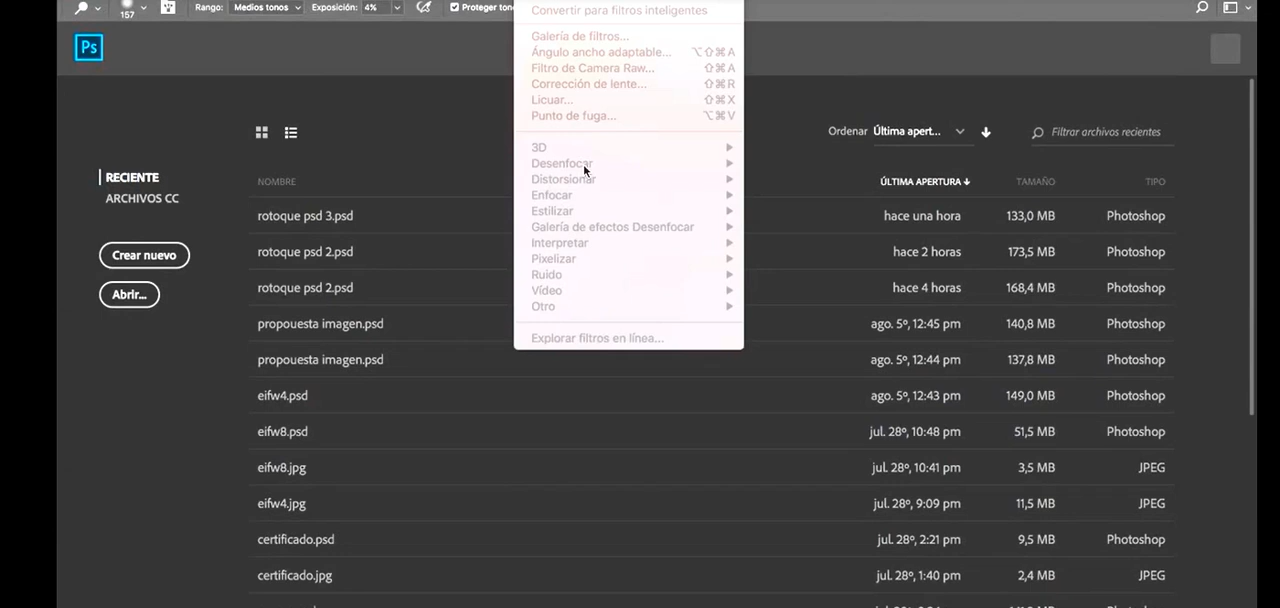 157
Rango: Medios tonos
Exposición: 4%
Proteger tono
Convertir para filtros inteligentes
Galería de filtros...
Ángulo ancho adaptable... ⌥⇧⌘A
Filtro de Camera Raw... ⇧⌘A
Corrección de lente... ⇧⌘R
Licuar... ⇧⌘X
Punto de fuga... ⌥⌘V
3D
Desenfocar
Distorsionar
Enfocar
Estilizar
Galería de efectos Desenfocar
Interpretar
Pixelizar
Ruido
Vídeo
Otro
Explorar filtros en línea...
Ps
Ordenar Última apert...
Filtrar archivos recientes
RECIENTE
ARCHIVOS CC
Crear nuevo
Abrir...
NOMBRE ÚLTIMA APERTURA TAMAÑO TIPO
rotoque psd 3.psd hace una hora 133,0 MB Photoshop
rotoque psd 2.psd hace 2 horas 173,5 MB Photoshop
rotoque psd 2.psd hace 4 horas 168,4 MB Photoshop
propouesta imagen.psd ago. 5º, 12:45 pm 140,8 MB Photoshop
propouesta imagen.psd ago. 5º, 12:44 pm 137,8 MB Photoshop
eifw4.psd ago. 5º, 12:43 pm 149,0 MB Photoshop
eifw8.psd jul. 28º, 10:48 pm 51,5 MB Photoshop
eifw8.jpg jul. 28º, 10:41 pm 3,5 MB JPEG
eifw4.jpg jul. 28º, 9:09 pm 11,5 MB JPEG
certificado.psd jul. 28º, 2:21 pm 9,5 MB Photoshop
certificado.jpg jul. 28º, 1:40 pm 2,4 MB JPEG